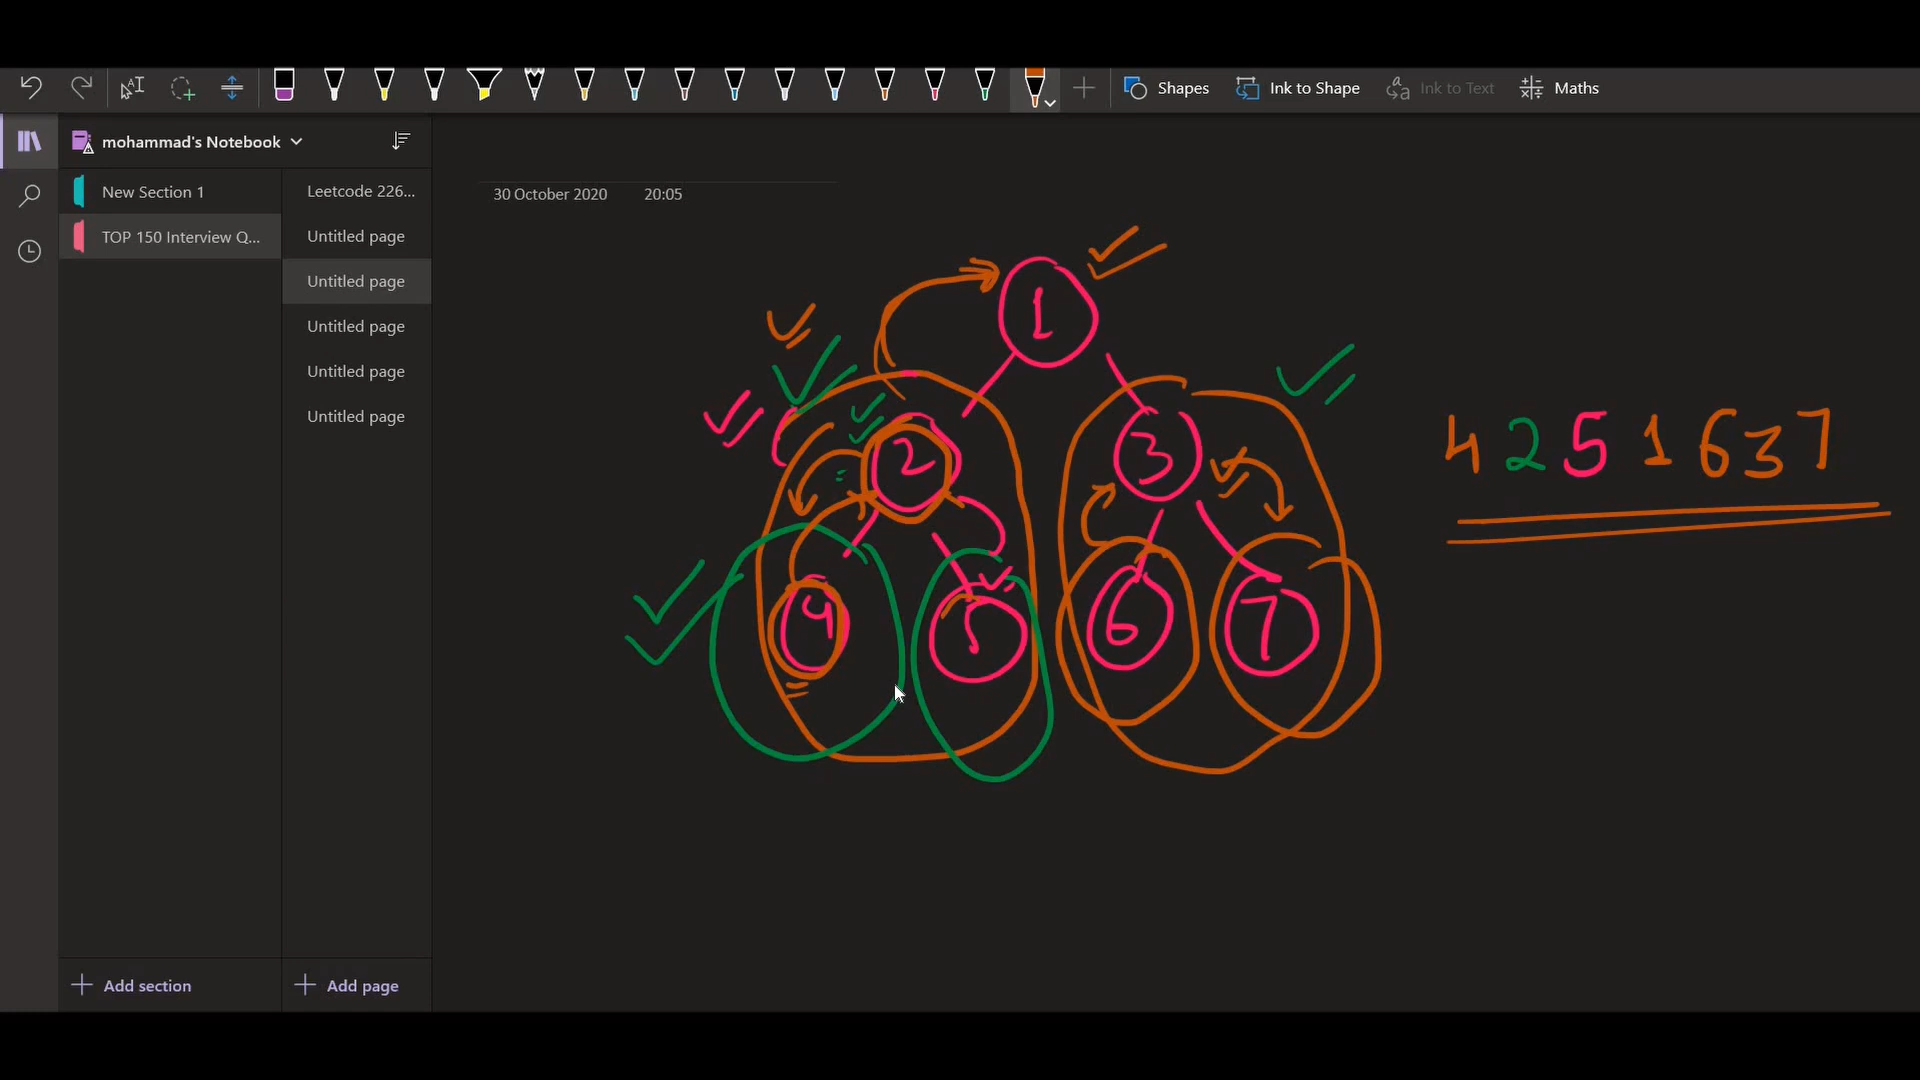 Shapes
Ink to Shape
Ink to Text
Maths
mohammad's Notebook
New Section 1
TOP 150 Interview Q...
Leetcode 226...
Untitled page
Untitled page
Untitled page
Untitled page
Untitled page
Add section
Add page
30 October 2020 20:05
1
2 3
4 5 6 7
4 2 5 1 6 3 7